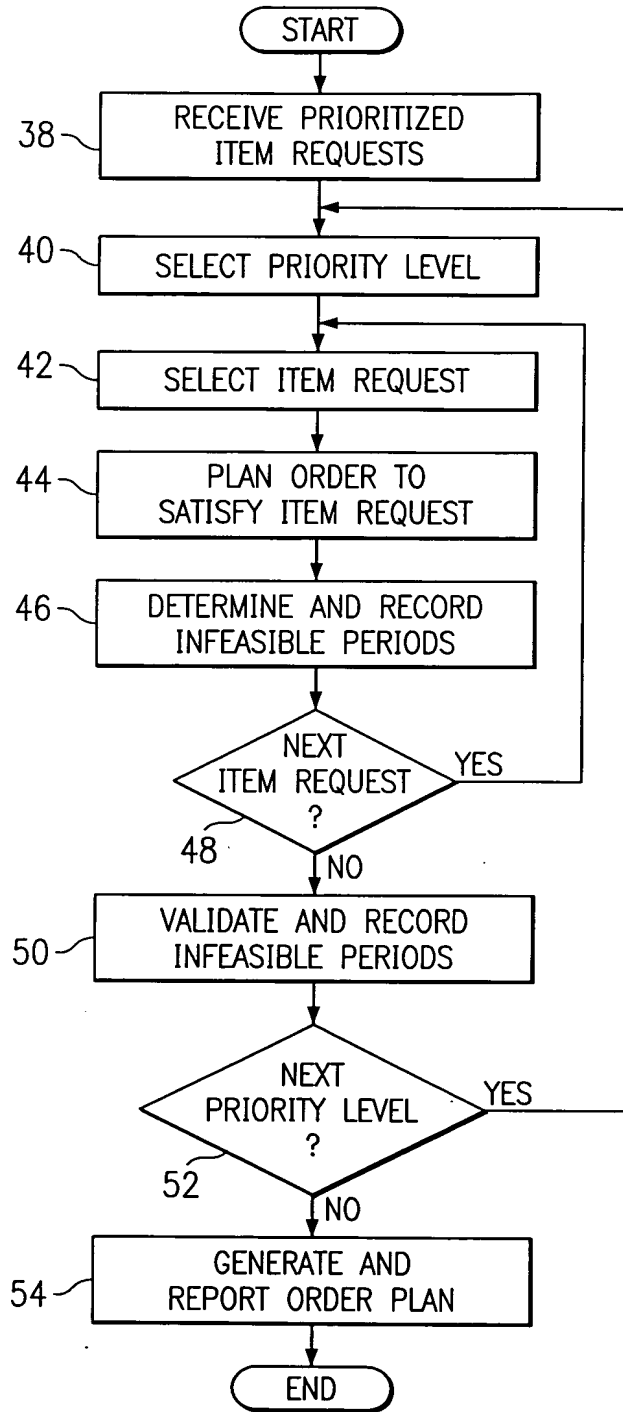 START
38
RECEIVE PRIORITIZED
ITEM REQUESTS
40
SELECT PRIORITY LEVEL
42
SELECT ITEM REQUEST
44
PLAN ORDER TO
SATISFY ITEM REQUEST
46
DETERMINE AND RECORD
INFEASIBLE PERIODS
NEXT
ITEM REQUEST
?
YES
48
NO
50
VALIDATE AND RECORD
INFEASIBLE PERIODS
NEXT
PRIORITY LEVEL
?
YES
52
NO
54
GENERATE AND
REPORT ORDER PLAN
END